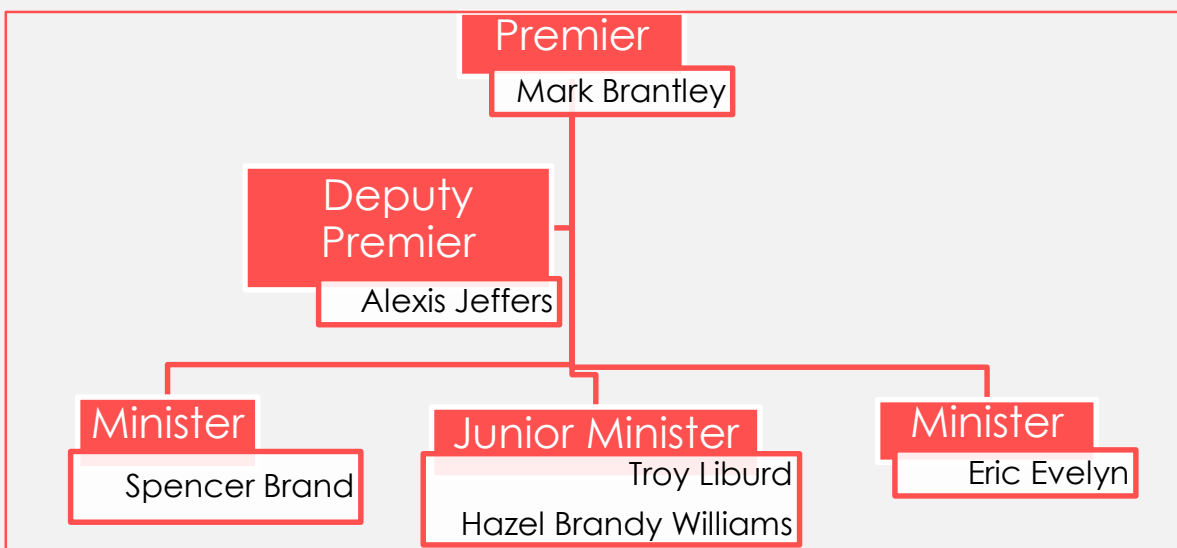 Premier
Mark Brantley
Deputy
Premier
Alexis Jeffers
Minister
Spencer Brand
Junior Minister
Troy Liburd
Hazel Brandy Williams
Minister
Eric Evelyn